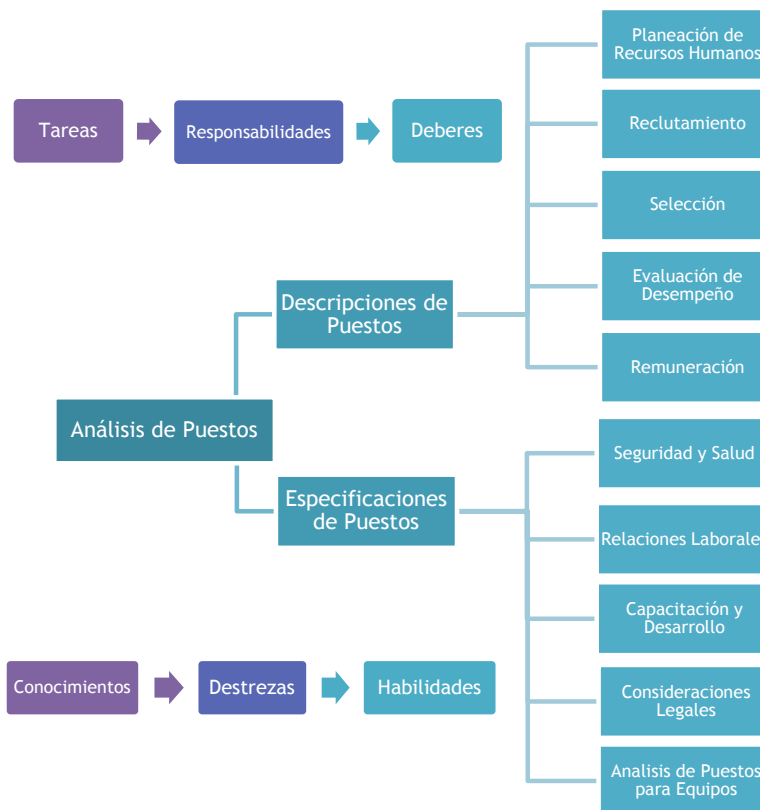 Planeación de
Recursos Humanos
Tareas
Responsabilidades
Deberes
Reclutamiento
Selección
Evaluación de
Desempeño
Descripciones de
Puestos
Remuneración
Análisis de Puestos
Seguridad y Salud
Especificaciones
de Puestos
Relaciones Laborale
Capacitación y
Desarrollo
Conocimientos
Destrezas
Habilidades
Consideraciones
Legales
Analisis de Puestos
para Equipos